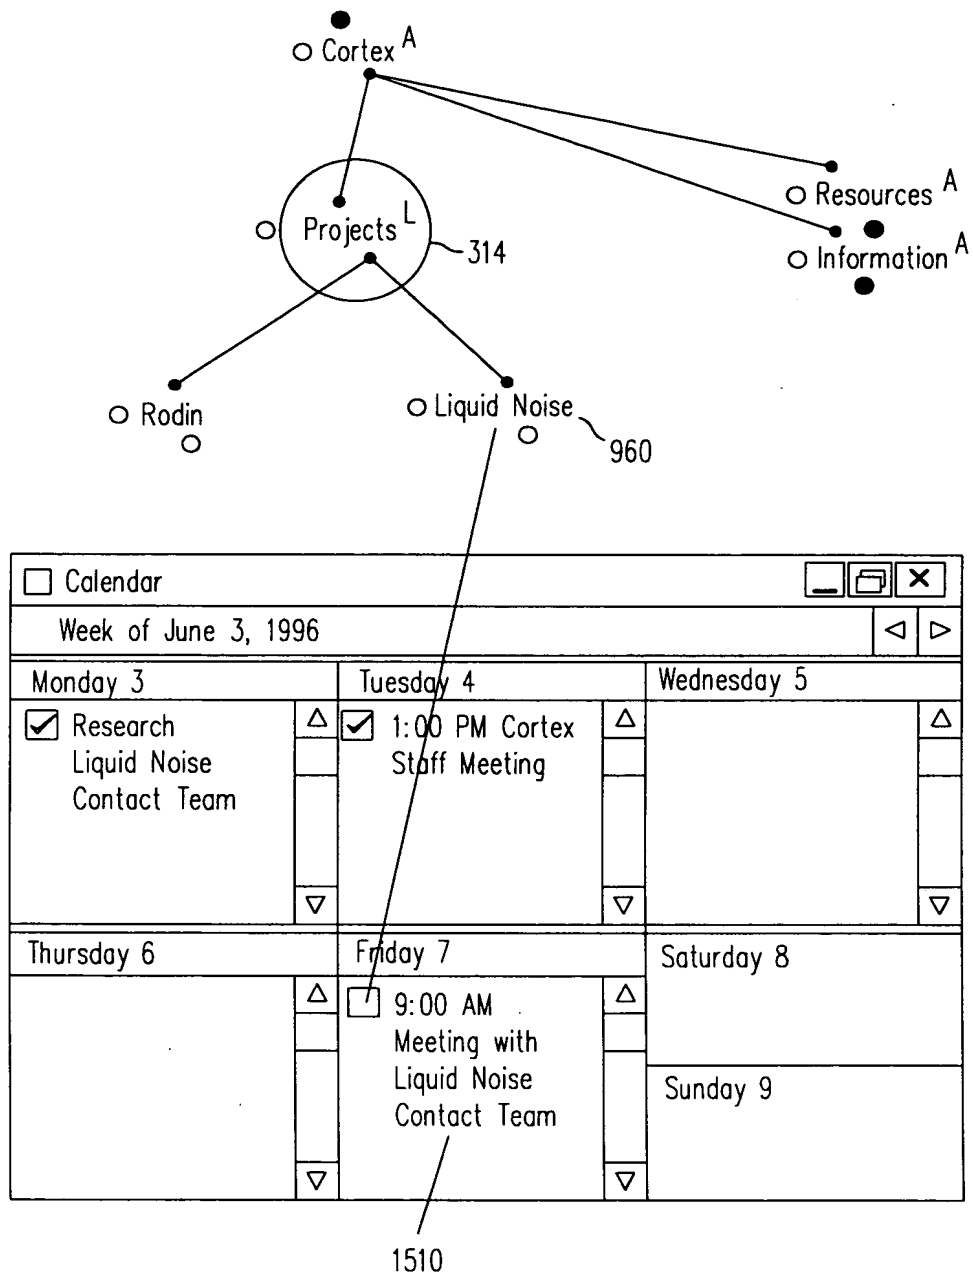 Cortex A
Resources A
Projects L
314
Information A
Rodin
Liquid Noise
960
Calendar
Week of June 3, 1996
Monday 3
Tuesday 4
Wednesday 5
Research
Liquid Noise
Contact Team
1:00 PM Cortex
Staff Meeting
Thursday 6
Friday 7
Saturday 8
9:00 AM
Meeting with
Liquid Noise
Contact Team
Sunday 9
1510